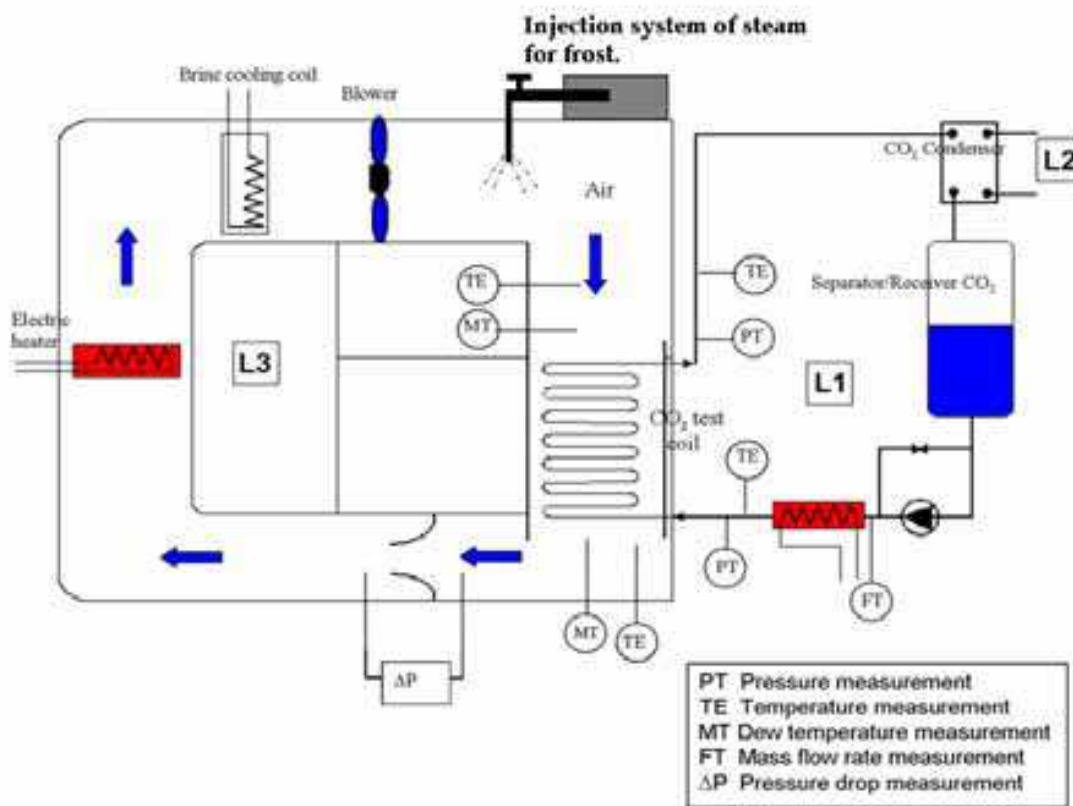 Injection system of steam
for frost.
Brine cooling coil
Blower
CO₂ Condenser
L2
Air
TE
TE
Separator/Receiver CO₂
MT
PT
Electric
heater
L3
L1
CO₂ test
coil
TE
PT
FT
MT
TE
ΔP
PT Pressure measurement
TE Temperature measurement
MT Dew temperature measurement
FT Mass flow rate measurement
ΔP Pressure drop measurement